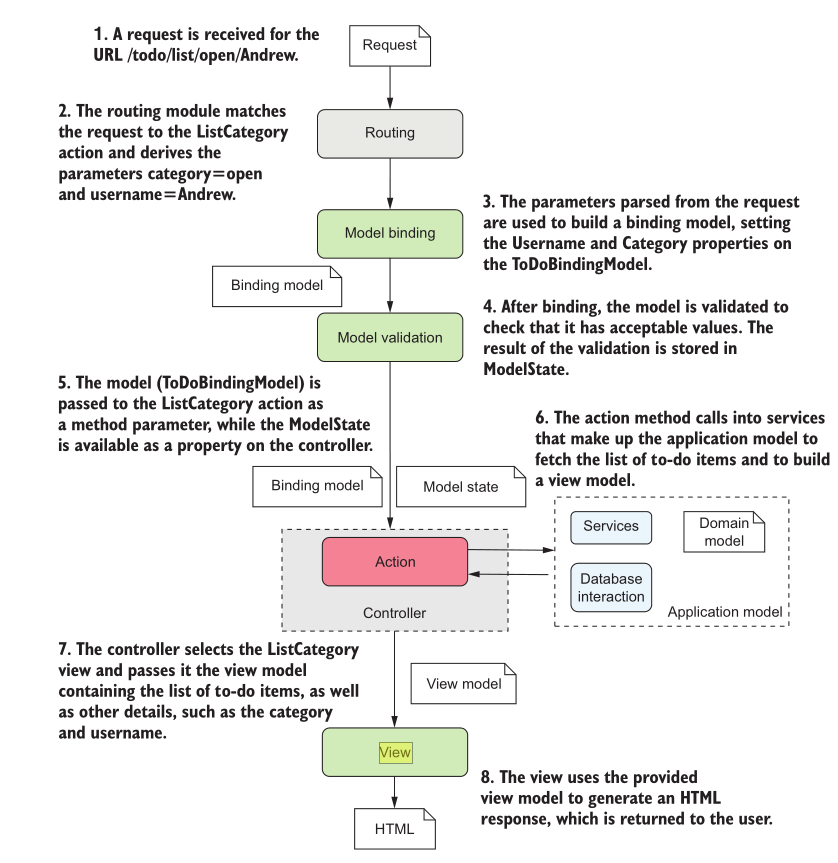 1. A request is received for the
URL /todo/list/open/Andrew.
Request
2. The routing module matches
the request to the ListCategory
action and derives the
parameters category=open
and username=Andrew.
Routing
3. The parameters parsed from the request
are used to build a binding model, setting
the Username and Category properties on
the ToDoBindingModel.
Model binding
Binding model
4. After binding, the model is validated to
check that it has acceptable values. The
result of the validation is stored in
ModelState.
Model validation
5. The model (ToDoBindingModel) is
passed to the ListCategory action as
a method parameter, while the ModelState
is available as a property on the controller.
6. The action method calls into services
that make up the application model to
fetch the list of to-do items and to build
a view model.
Binding model
Model state
Services
Domain
model
Action
Database
interaction
Controller
Application model
7. The controller selects the ListCategory
view and passes it the view model
containing the list of to-do items, as well
as other details, such as the category
and username.
View model
View
8. The view uses the provided
view model to generate an HTML
response, which is returned to the user.
HTML